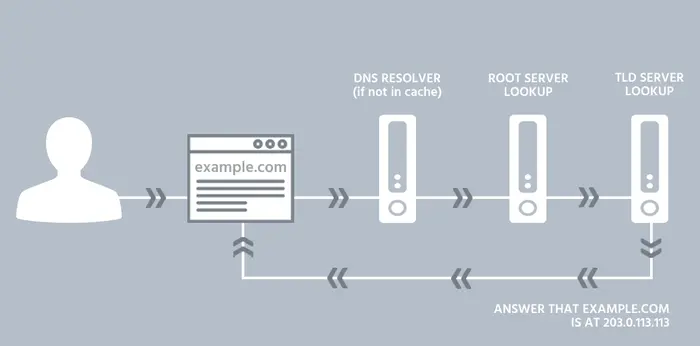 DNS RESOLVER
(if not in cache)
ROOT SERVER
LOOKUP
TLD SERVER
LOOKUP
example.com
ANSWER THAT EXAMPLE.COM
IS AT 203.0.113.113